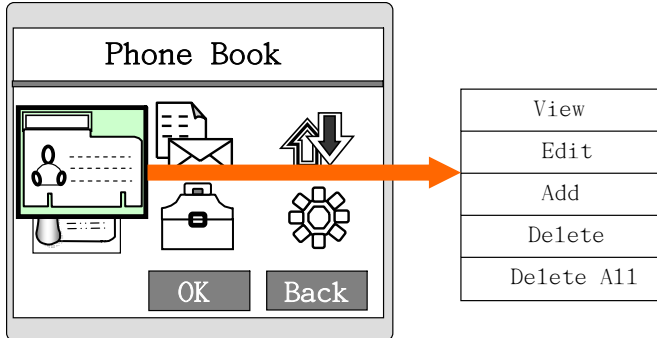 Phone Book
View
Edit
Add
Delete
Delete All
OK
Back